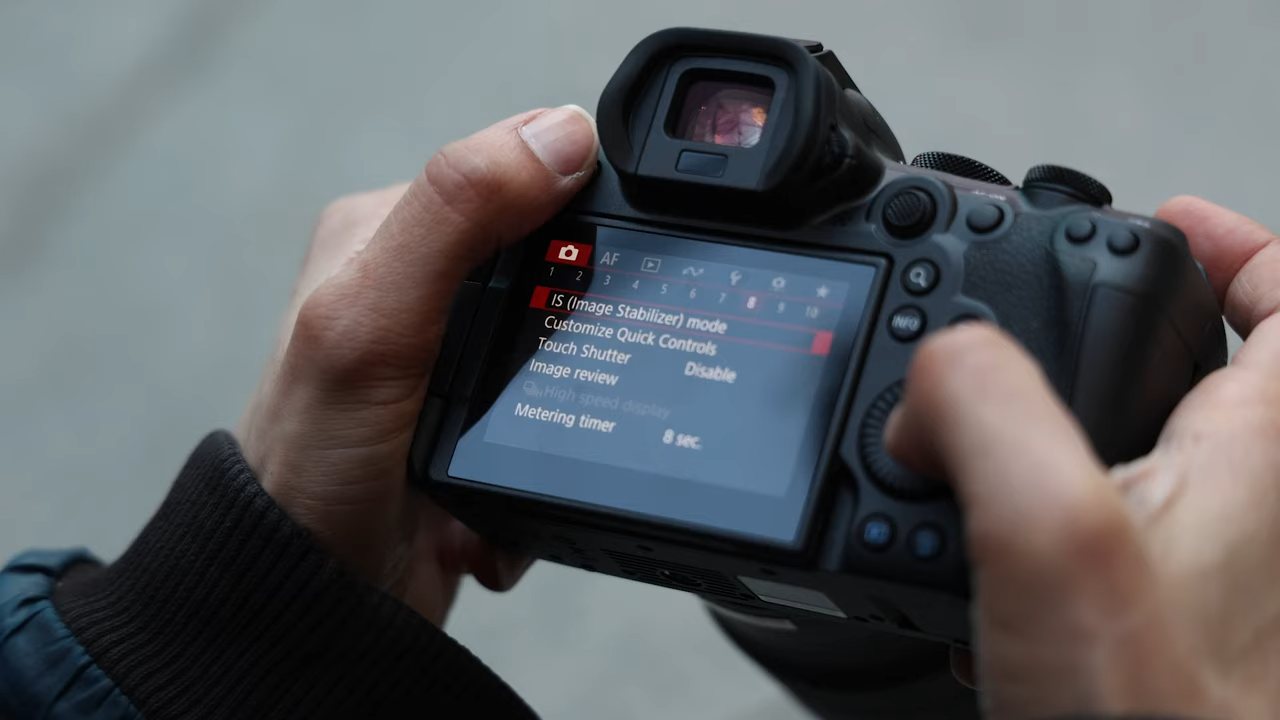 AF
1 2 3 4 5 6 7 8 9 10
IS (Image Stabilizer) mode
Customize Quick Controls
Touch Shutter Disable
Image review
High speed display
Metering timer 8 sec.
INFO